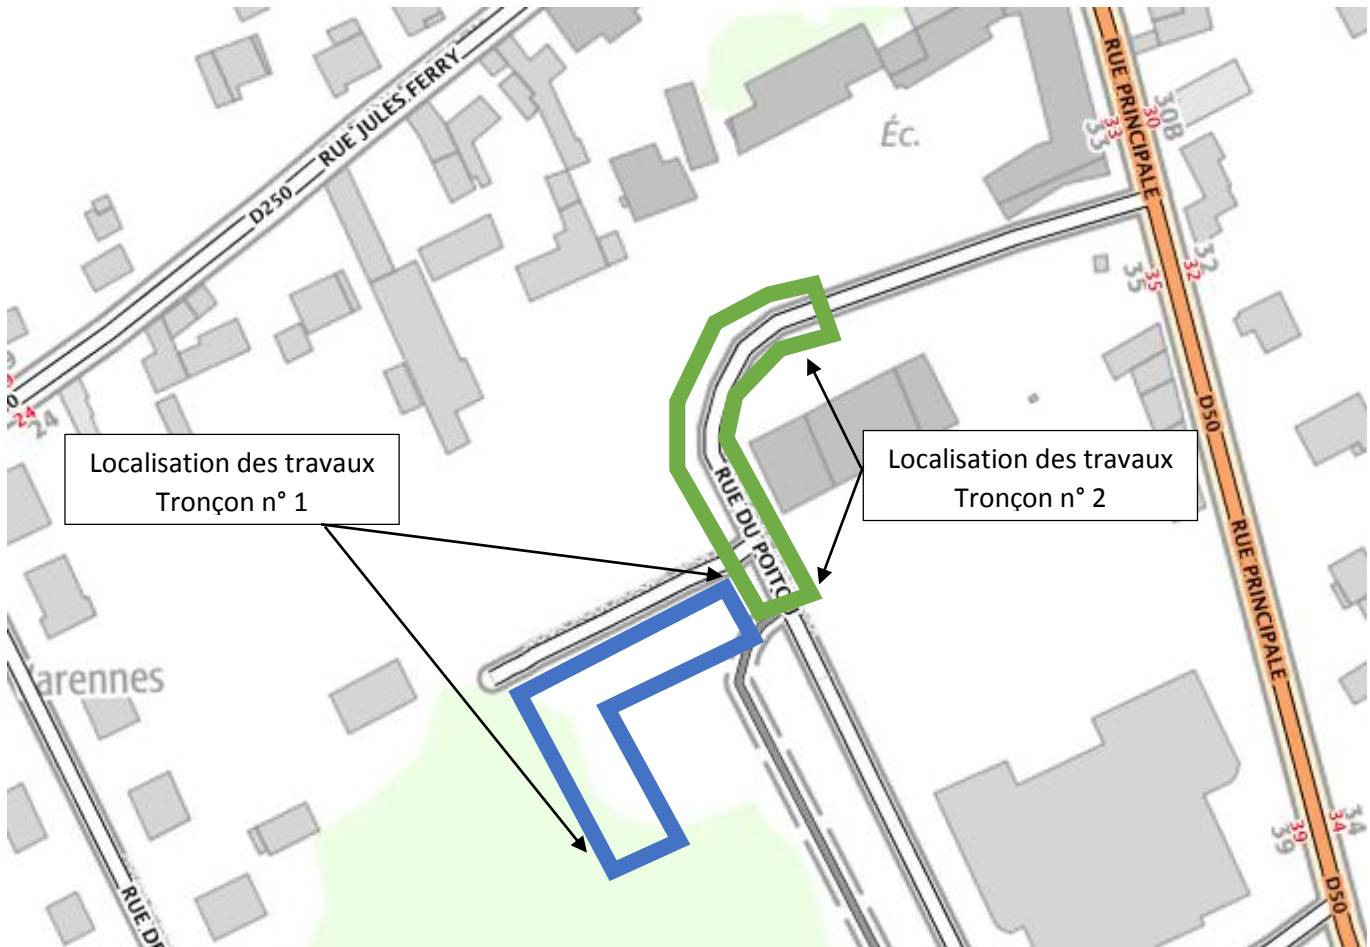 RUE JULES FERRY
D250
Éc.
RUE PRINCIPALE
30
30B
33
33
32
32
35
35
24
24
Localisation des travaux
Tronçon n° 1
Localisation des travaux
Tronçon n° 2
RUE DU POITO
D50
RUE PRINCIPALE
arennes
RUE DE
34
34
39
39
D50